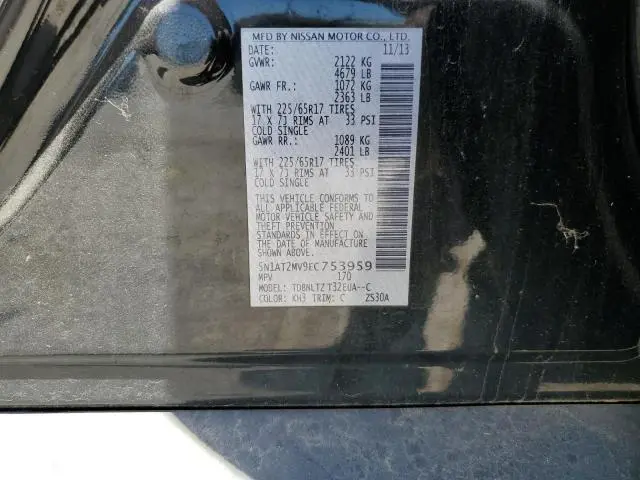 MFD BY NISSAN MOTOR CO., LTD.
DATE: 11/13
GVWR: 2122 KG
4679 LB
GAWR FR.: 1072 KG
2363 LB
WITH 225/65R17 TIRES
17 X 7J RIMS AT 33 PSI
COLD SINGLE
GAWR RR.: 1089 KG
2401 LB
WITH 225/65R17 TIRES
17 X 7J RIMS AT 33 PSI
COLD SINGLE
THIS VEHICLE CONFORMS TO
ALL APPLICABLE FEDERAL
MOTOR VEHICLE SAFETY AND
THEFT PREVENTION
STANDARDS IN EFFECT ON
THE DATE OF MANUFACTURE
SHOWN ABOVE.
5N1AT2MV9EC753959
MPV 170
MODEL: TDBNLTZ T32EUA--C
COLOR: KH3 TRIM: C ZS30A